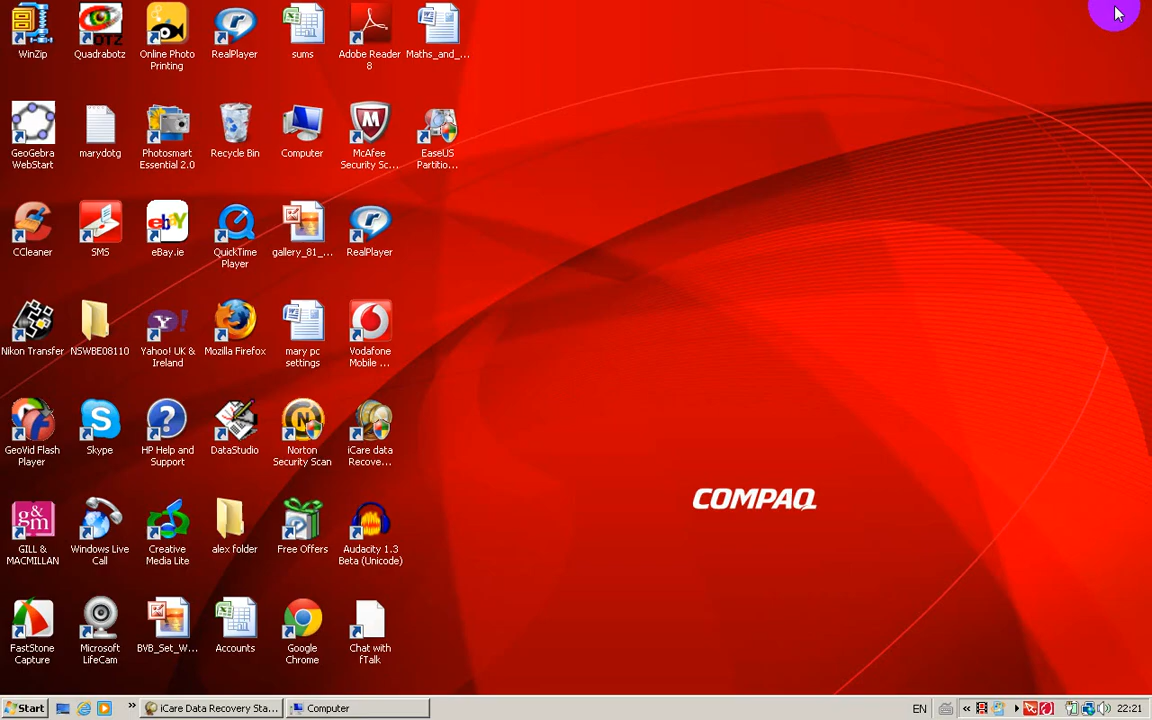 WinZip
Quadrabotz
Online Photo
Printing
RealPlayer
sums
Adobe Reader
8
Maths_and_...
GeoGebra
WebStart
marydotg
Photosmart
Essential 2.0
Recycle Bin
Computer
McAfee
Security Sc...
EaseUS
Partitio...
CCleaner
SMS
eBay.ie
QuickTime
Player
gallery_81_...
RealPlayer
Nikon Transfer
NSWBE08110
Yahoo! UK &
Ireland
Mozilla Firefox
mary pc
settings
Vodafone
Mobile ...
GeoVid Flash
Player
Skype
HP Help and
Support
DataStudio
Norton
Security Scan
iCare data
Recove...
GILL &
MACMILLAN
Windows Live
Call
Creative
Media Lite
alex folder
Free Offers
Audacity 1.3
Beta (Unicode)
FastStone
Capture
Microsoft
LifeCam
BVB_Set_W...
Accounts
Google
Chrome
Chat with
fTalk
COMPAQ
g&m
ebY
Start
»
iCare Data Recovery Sta...
Computer
EN
«
22:21